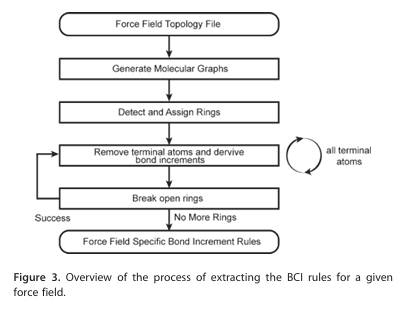 Force Field Topology File
Generate Molecular Graphs
Detect and Assign Rings
Remove terminal atoms and dervive
bond increments
all terminal
atoms
Break open rings
Success
No More Rings
Force Field Specific Bond Increment Rules
Figure 3. Overview of the process of extracting the BCI rules for a given
force field.